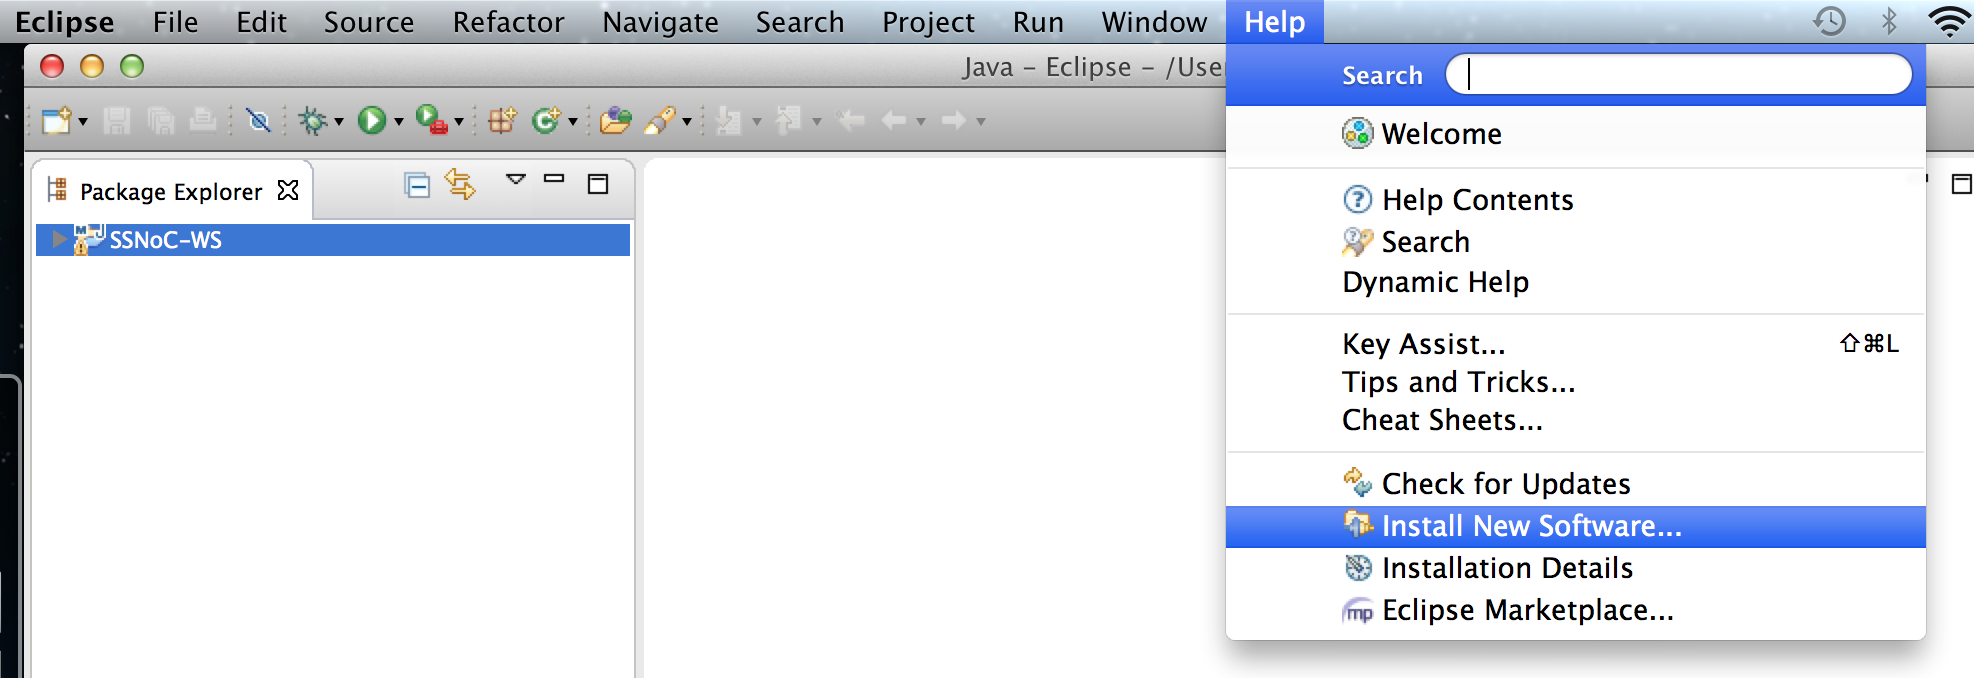 Eclipse File Edit Source Refactor Navigate Search Project Run Window Help
Java – Eclipse – /User
Search
Welcome
Package Explorer
Help Contents
SSNoC-WS
Search
Dynamic Help
Key Assist... ⇧⌘L
Tips and Tricks...
Cheat Sheets...
Check for Updates
Install New Software...
Installation Details
mp Eclipse Marketplace...